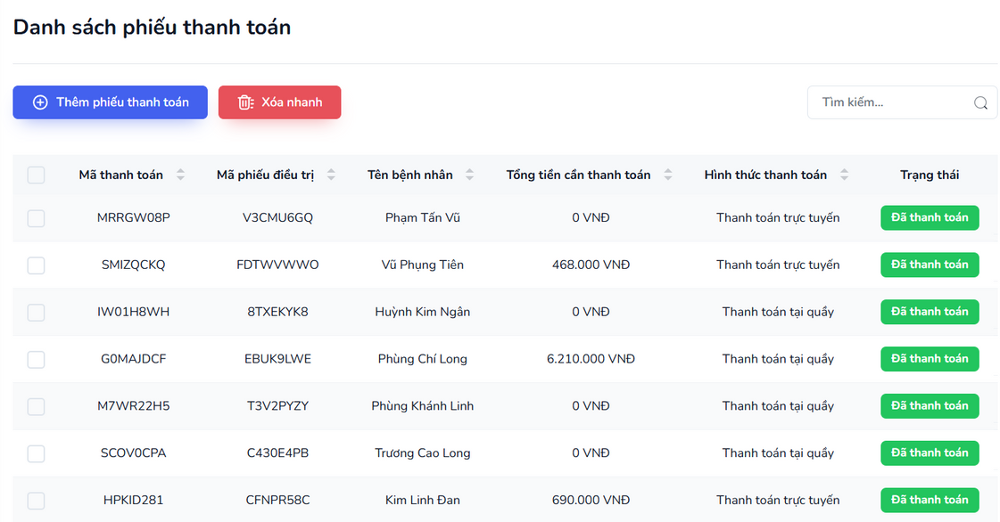 Danh sách phiếu thanh toán
Thêm phiếu thanh toán Xóa nhanh Tìm kiếm...
Mã thanh toán Mã phiếu điều trị Tên bệnh nhân Tổng tiền cần thanh toán Hình thức thanh toán Trạng thái
MRRGW08P V3CMU6GQ Phạm Tấn Vũ 0 VNĐ Thanh toán trực tuyến Đã thanh toán
SMIZQCKQ FDTWVWWO Vũ Phụng Tiên 468.000 VNĐ Thanh toán trực tuyến Đã thanh toán
IW01H8WH 8TXEKYK8 Huỳnh Kim Ngân 0 VNĐ Thanh toán tại quầy Đã thanh toán
G0MAJDCF EBUK9LWE Phùng Chí Long 6.210.000 VNĐ Thanh toán tại quầy Đã thanh toán
M7WR22H5 T3V2PYZY Phùng Khánh Linh 0 VNĐ Thanh toán tại quầy Đã thanh toán
SCOV0CPA C430E4PB Trương Cao Long 0 VNĐ Thanh toán tại quầy Đã thanh toán
HPKID281 CFNPR58C Kim Linh Đan 690.000 VNĐ Thanh toán trực tuyến Đã thanh toán